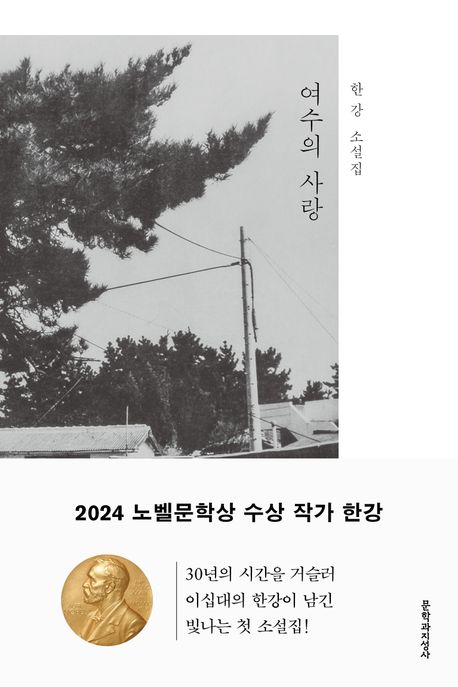 여수의 사랑
한강 소설집
2024 노벨문학상 수상 작가 한강
30년의 시간을 거슬러
이십대의 한강이 남긴
빛나는 첫 소설집!
문학과지성사